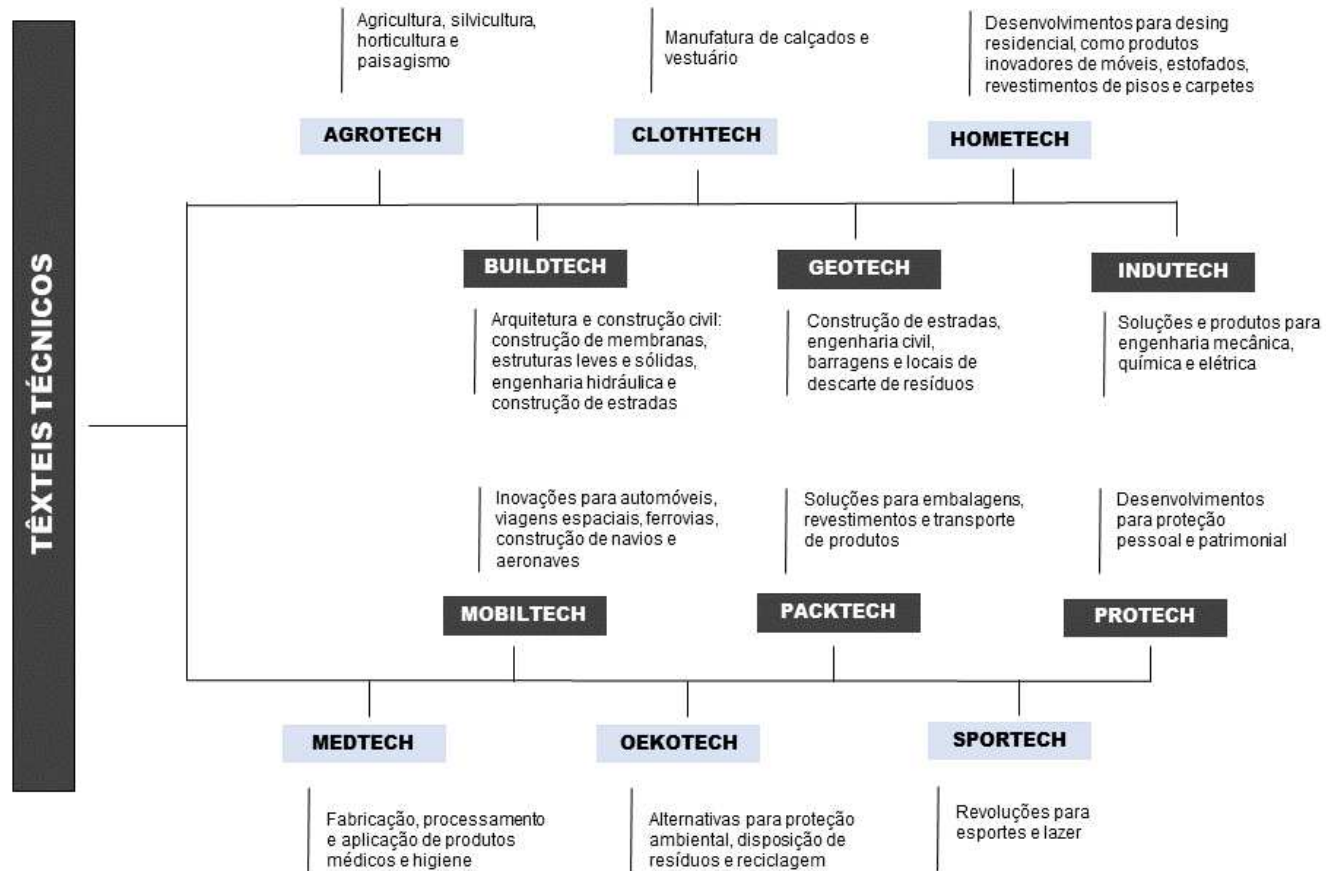 TÊXTEIS TÉCNICOS
Agricultura, silvicultura,
horticultura e
paisagismo
AGROTECH
Manufatura de calçados e
vestuário
CLOTHTECH
Desenvolvimentos para desing
residencial, como produtos
inovadores de móveis, estofados,
revestimentos de pisos e carpetes
HOMETECH
BUILDTECH
Arquitetura e construção civil:
construção de membranas,
estruturas leves e sólidas,
engenharia hidráulica e
construção de estradas
GEOTECH
Construção de estradas,
engenharia civil,
barragens e locais de
descarte de resíduos
INDUTECH
Soluções e produtos para
engenharia mecânica,
química e elétrica
Inovações para automóveis,
viagens espaciais, ferrovias,
construção de navios e
aeronaves
MOBILTECH
Soluções para embalagens,
revestimentos e transporte
de produtos
PACKTECH
Desenvolvimentos
para proteção
pessoal e patrimonial
PROTECH
MEDTECH
Fabricação, processamento
e aplicação de produtos
médicos e higiene
OEKOTECH
Alternativas para proteção
ambiental, disposição de
resíduos e reciclagem
SPORTECH
Revoluções para
esportes e lazer